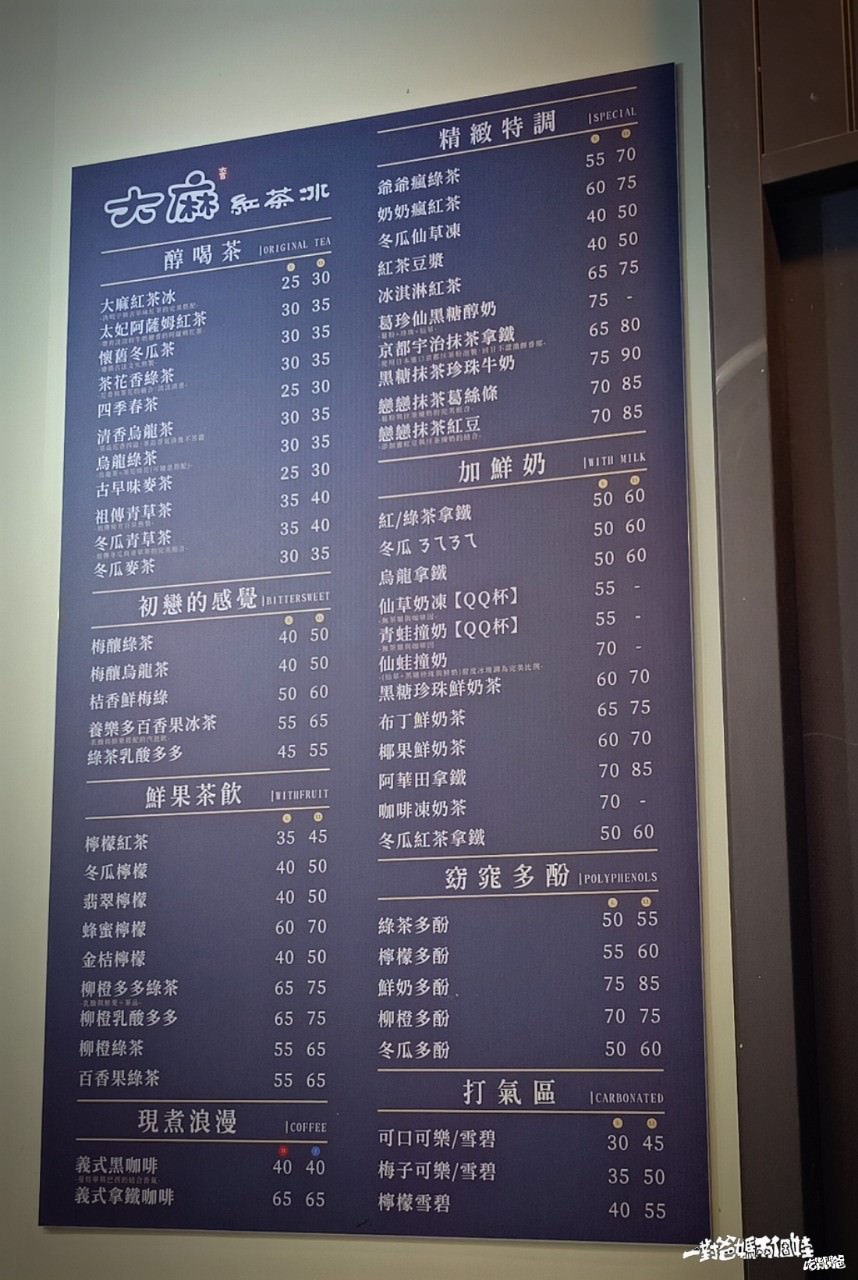 大麻 紅茶冰
醇喝茶 ORIGINAL TEA
大麻紅茶冰 25 30
太妃阿薩姆紅茶 30 35
懷舊冬瓜茶 30 35
茶花香綠茶 30 35
四季春茶 25 30
清香烏龍茶 30 35
烏龍綠茶 30 35
古早味麥茶 25 30
祖傳青草茶 35 40
冬瓜青草茶 35 40
冬瓜麥茶 30 35
初戀的感覺 BITTERSWEET
梅釀綠茶 40 50
梅釀烏龍茶 40 50
桔香鮮梅綠 50 60
養樂多百香果冰茶 55 65
綠茶乳酸多多 45 55
鮮果茶飲 WITHFRUIT
檸檬紅茶 35 45
冬瓜檸檬 40 50
翡翠檸檬 40 50
蜂蜜檸檬 60 70
金桔檸檬 40 50
柳橙多多綠茶 65 75
柳橙乳酸多多 65 75
柳橙綠茶 55 65
百香果綠茶 55 65
現煮浪漫 COFFEE
義式黑咖啡 40 40
義式拿鐵咖啡 65 65
精緻特調 SPECIAL
爺爺瘋綠茶 55 70
奶奶瘋紅茶 60 75
冬瓜仙草凍 40 50
紅茶豆漿 40 50
冰淇淋紅茶 65 75
葛珍仙黑糖醇奶 75 -
京都宇治抹茶拿鐵 65 80
黑糖抹茶珍珠牛奶 75 90
戀戀抹茶葛絲條 70 85
戀戀抹茶紅豆 70 85
加鮮奶 WITH MILK
紅/綠茶拿鐵 50 60
冬瓜ㄋㄟㄋㄟ 50 60
烏龍拿鐵 50 60
仙草奶凍【QQ杯】 55 -
青蛙撞奶【QQ杯】 55 -
仙蛙撞奶 70 -
黑糖珍珠鮮奶茶 60 70
布丁鮮奶茶 65 75
椰果鮮奶茶 60 70
阿華田拿鐵 70 85
咖啡凍奶茶 70 -
冬瓜紅茶拿鐵 50 60
窈窕多酚 POLYPHENOLS
綠茶多酚 50 55
檸檬多酚 55 60
鮮奶多酚 75 85
柳橙多酚 70 75
冬瓜多酚 50 60
打氣區 CARBONATED
可口可樂/雪碧 30 45
梅子可樂/雪碧 35 50
檸檬雪碧 40 55